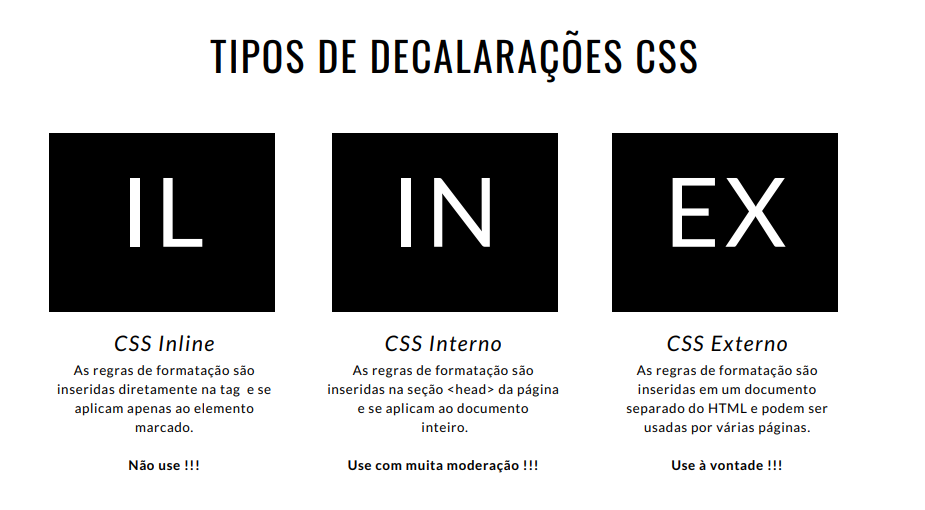 TIPOS DE DECALARAÇÕES CSS
IL
IN
EX
CSS Inline
As regras de formatação são
inseridas diretamente na tag e se
aplicam apenas ao elemento
marcado.
Não use !!!
CSS Interno
As regras de formatação são
inseridas na seção <head> da página
e se aplicam ao documento
inteiro.
Use com muita moderação !!!
CSS Externo
As regras de formatação são
inseridas em um documento
separado do HTML e podem ser
usadas por várias páginas.
Use à vontade !!!